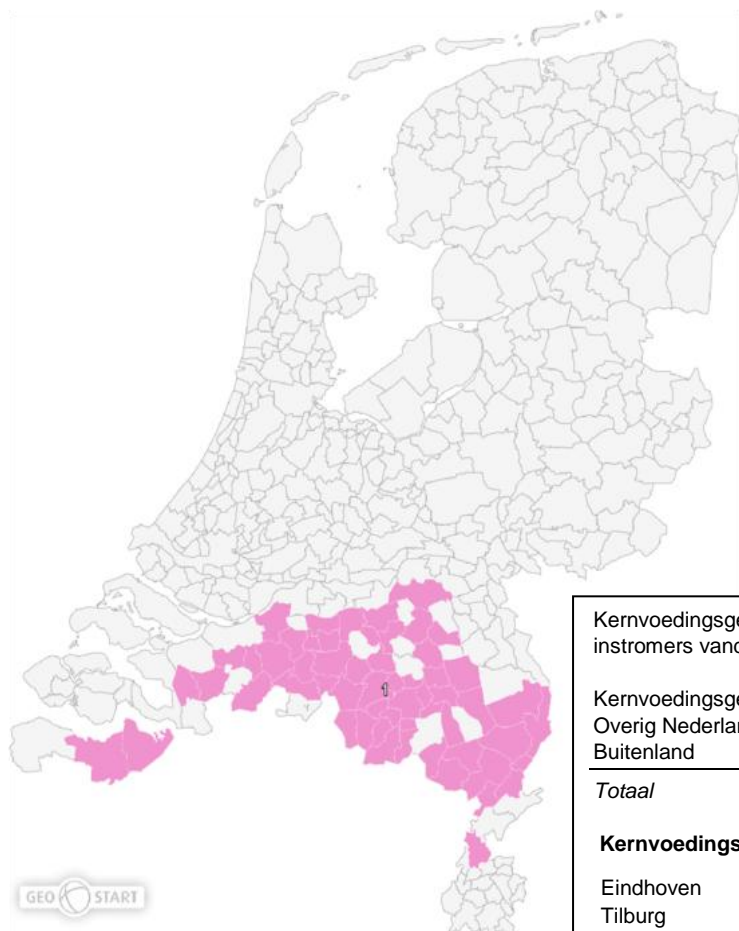 1
Kernvoedingsge
instromers vanc
Kernvoedingsge
Overig Nederlar
Buitenland
Totaal
Kernvoedings
Eindhoven
Tilburg
GEO START